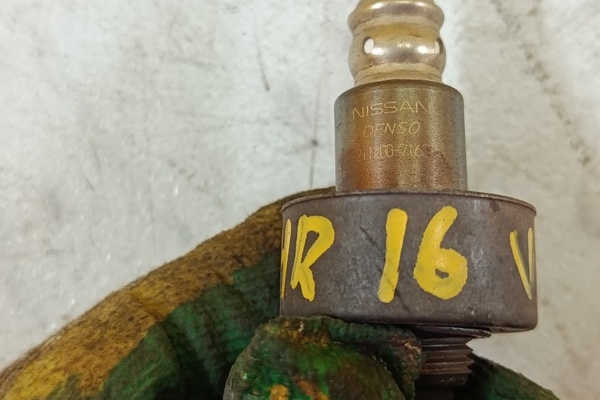 NISSAN
DENSO
HR 16 V